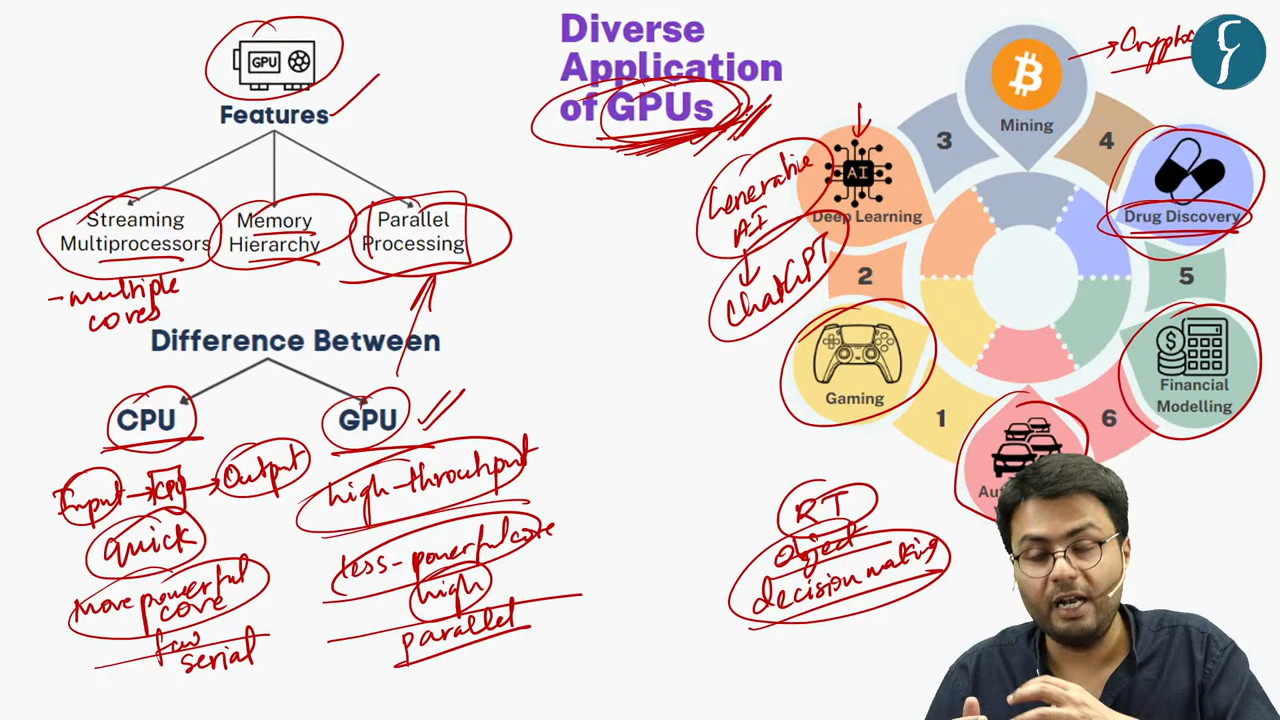 GPU
Features
Streaming
Multiprocessors
Memory
Hierarchy
Parallel
Processing
- multiple
cores
Difference Between
CPU
GPU
Input → CPU → Output
quick
More powerful
core
few
serial
high-throuthput
less-powerful core
high
parallel
Diverse
Application
of GPUs
Mining
3
4
AI
Deep Learning
Generative
AI
ChatGPT
Drug Discovery
2
5
Gaming
Financial
Modelling
1
6
RT
object
decision making